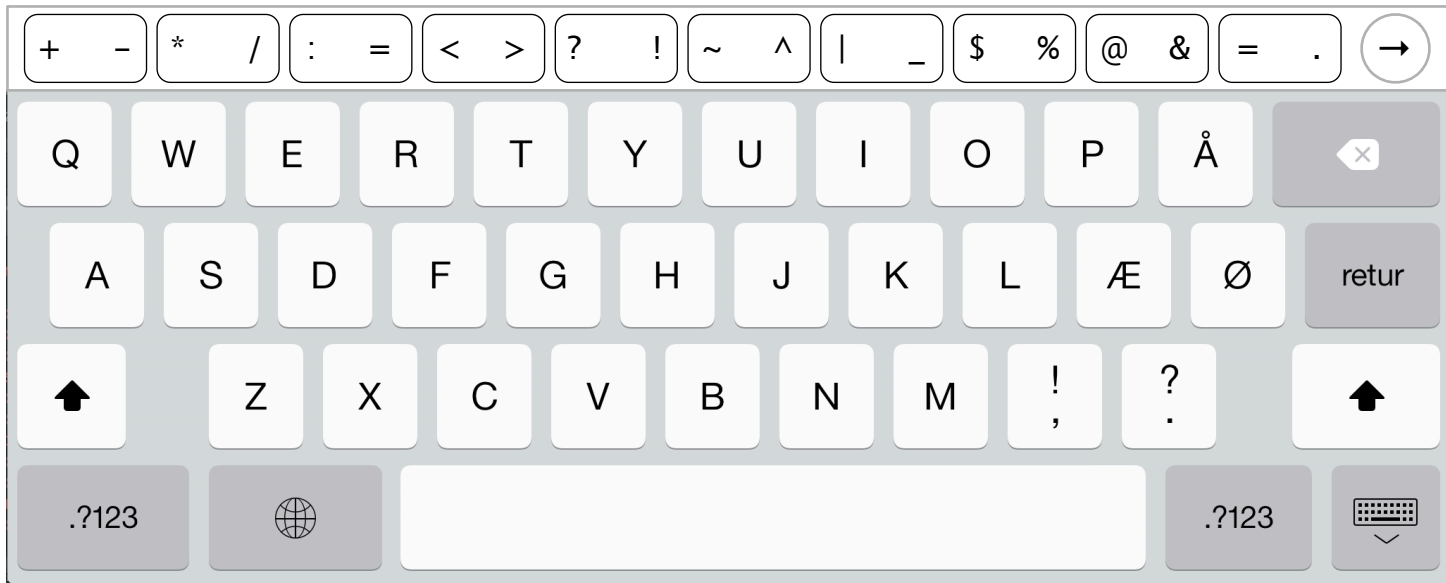 + - * / : = < > ? ! ~ ^ | _ $ % @ & = . →
Q W E R T Y U I O P Å
A S D F G H J K L Æ Ø retur
Z X C V B N M ! , ? .
.?123 .?123